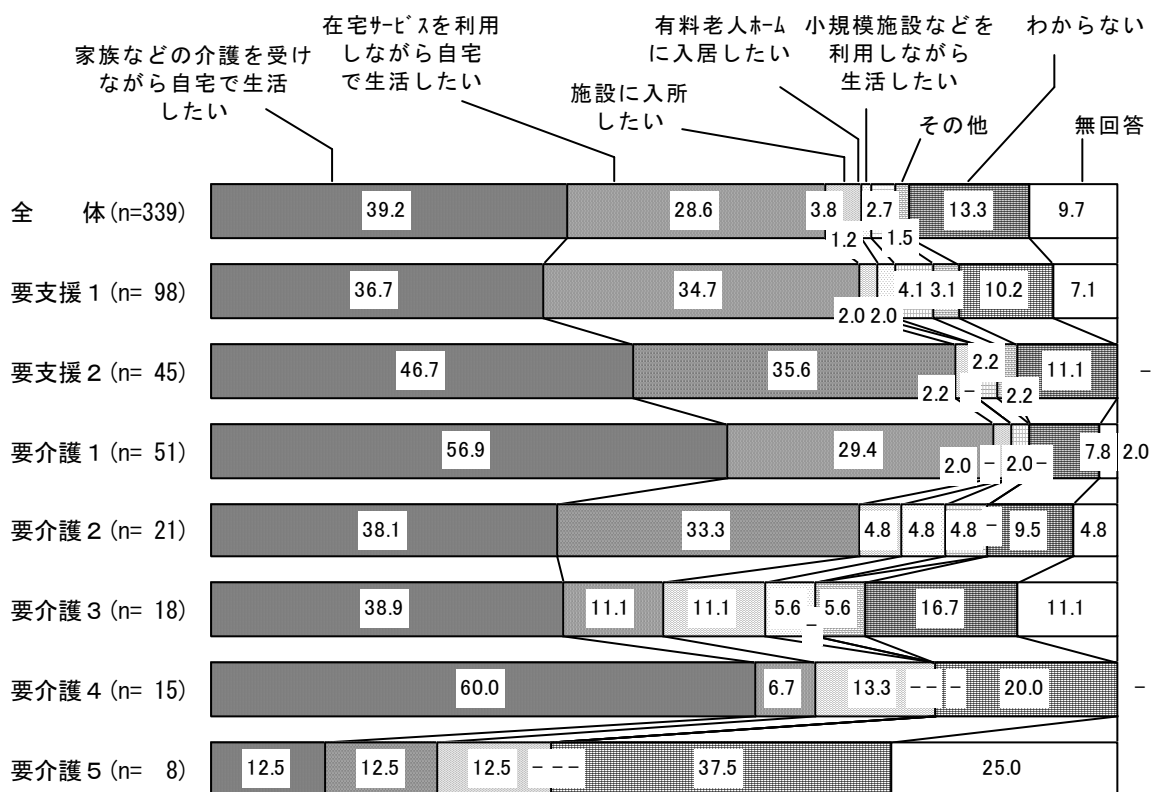 家族などの介護を受け
ながら自宅で生活
したい
在宅サービスを利用
しながら自宅
で生活したい
施設に入所
したい
有料老人ホーム
に入居したい
小規模施設などを
利用しながら
生活したい
その他
わからない
無回答
全　体(n=339) 39.2 28.6 3.8 1.2 2.7 1.5 13.3 9.7
要支援１(n= 98) 36.7 34.7 2.0 2.0 4.1 3.1 10.2 7.1
要支援２(n= 45) 46.7 35.6 2.2 - 2.2 2.2 11.1 -
要介護１(n= 51) 56.9 29.4 2.0 - 2.0 - 7.8 2.0
要介護２(n= 21) 38.1 33.3 4.8 4.8 4.8 - 9.5 4.8
要介護３(n= 18) 38.9 11.1 11.1 5.6 - 5.6 16.7 11.1
要介護４(n= 15) 60.0 6.7 13.3 - - - 20.0 -
要介護５(n= 8) 12.5 12.5 12.5 - - - 37.5 25.0